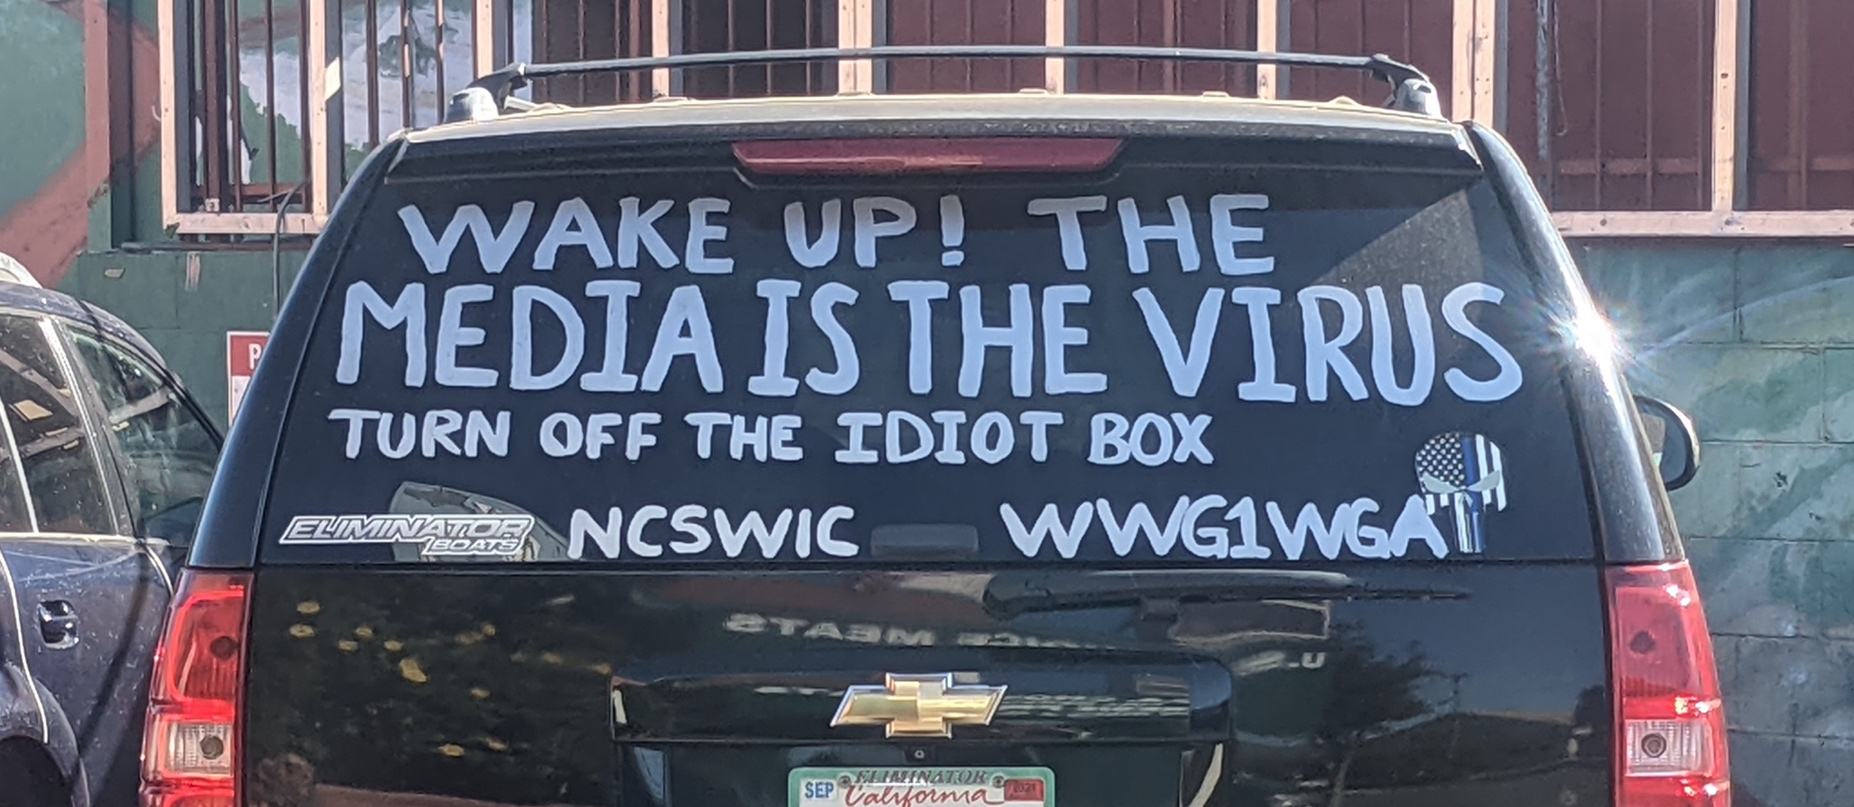 WAKE UP! THE
MEDIA IS THE VIRUS
TURN OFF THE IDIOT BOX
ELIMINATOR
BOATS
NCSWIC WWG1WGA
MEATS
ELIMINATOR
SEP California